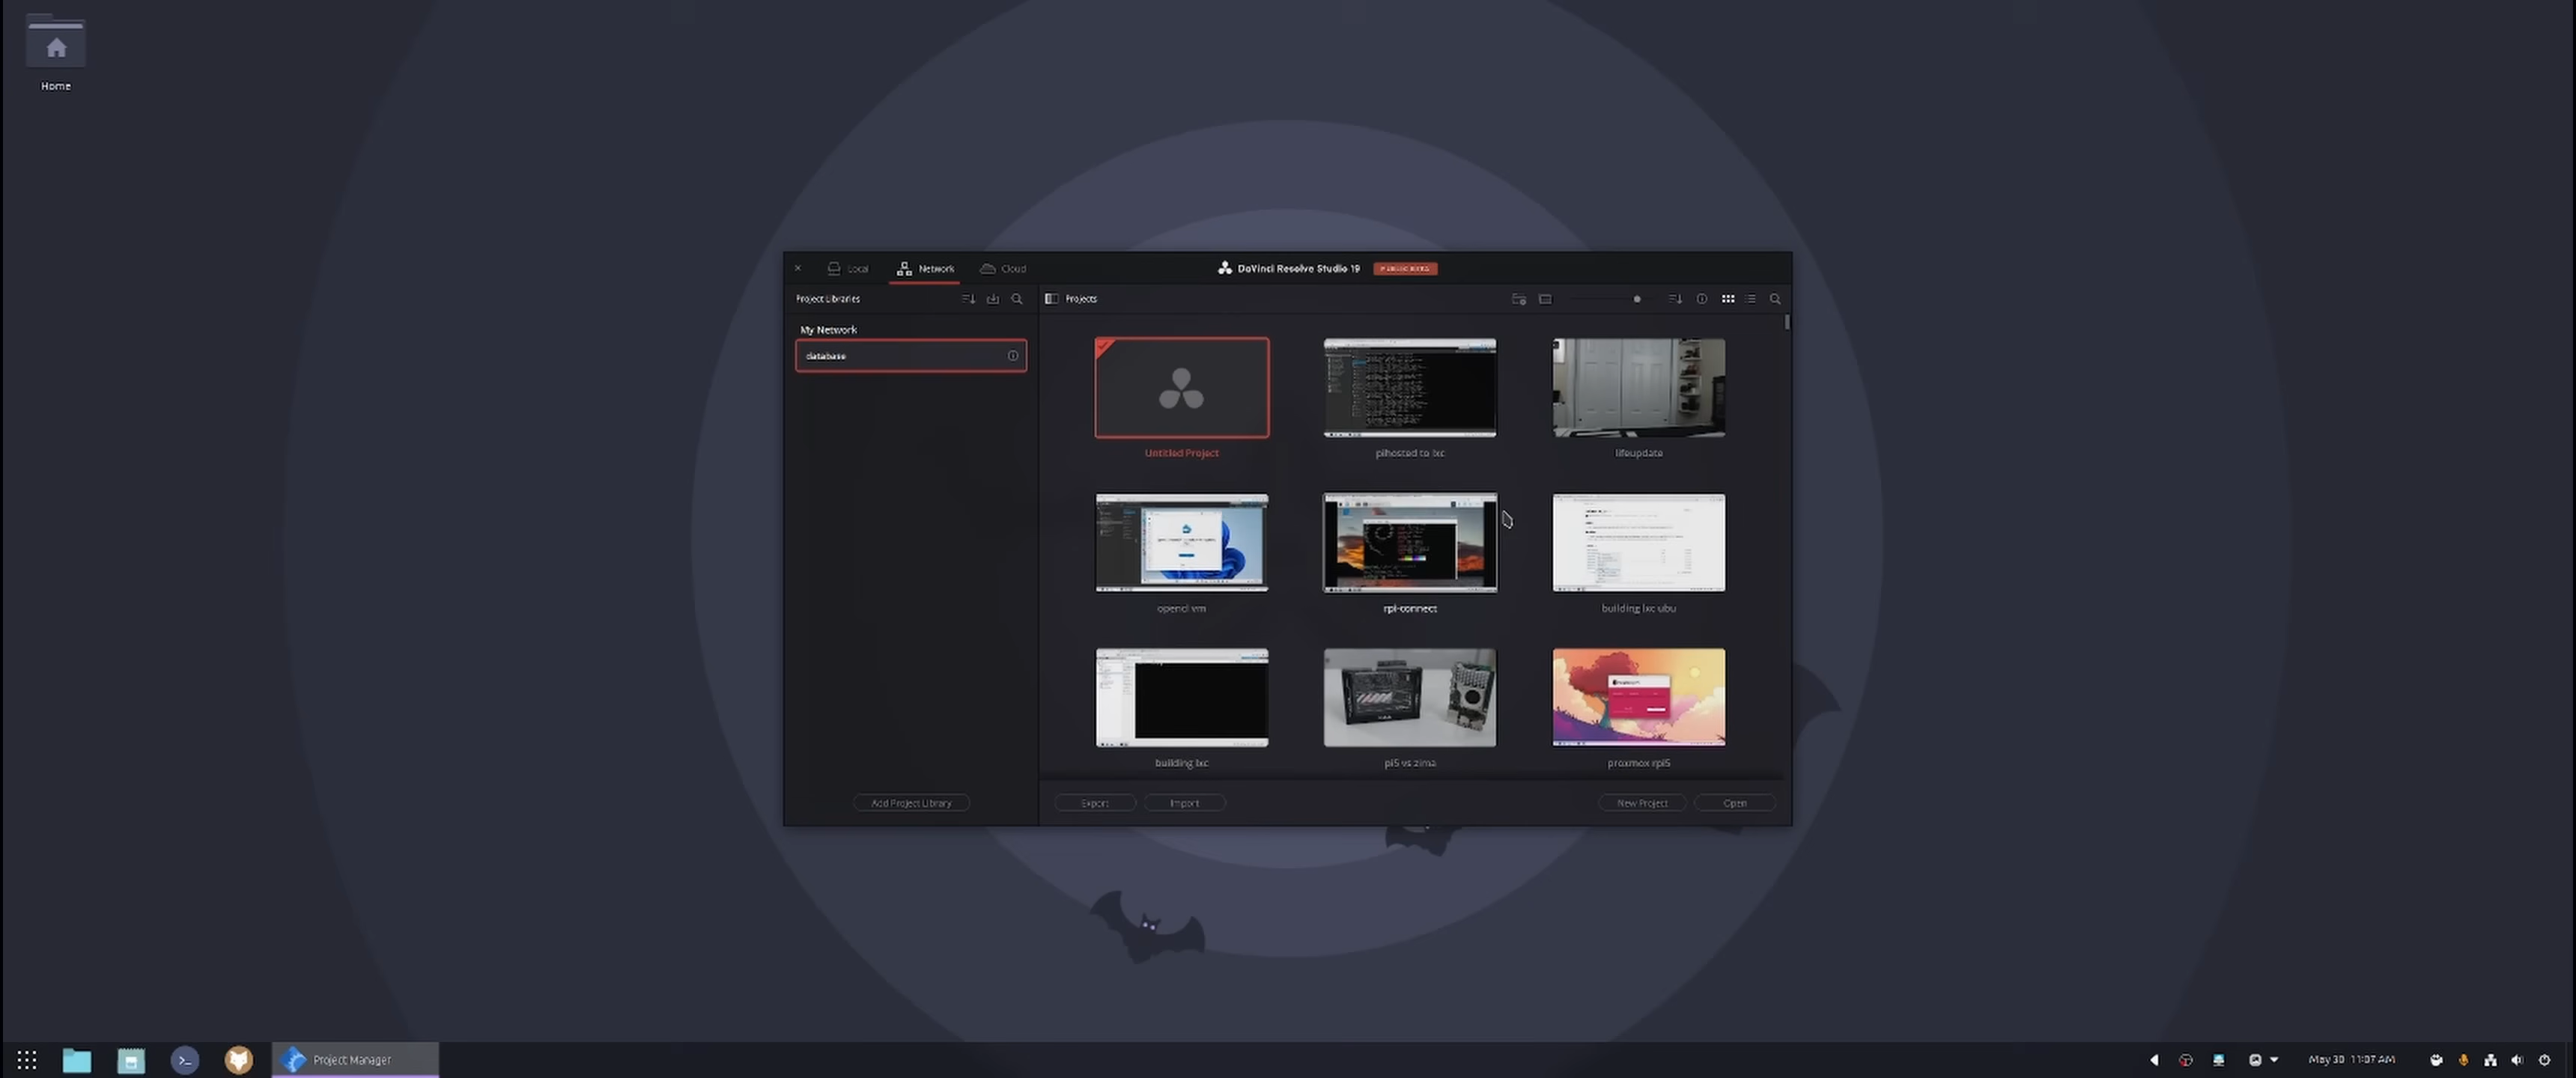 Home
Local
Network
Cloud
DaVinci Resolve Studio 19
PUBLIC BETA
Project Libraries
Projects
My Network
database
Untitled Project
pihosted to lxc
lifeupdate
opencl vm
rpi-connect
building lxc ubu
building lxc
pi5 vs zima
proxmox rpi5
Add Project Library
Export
Import
New Project
Open
Project Manager
May 30 11:07 AM